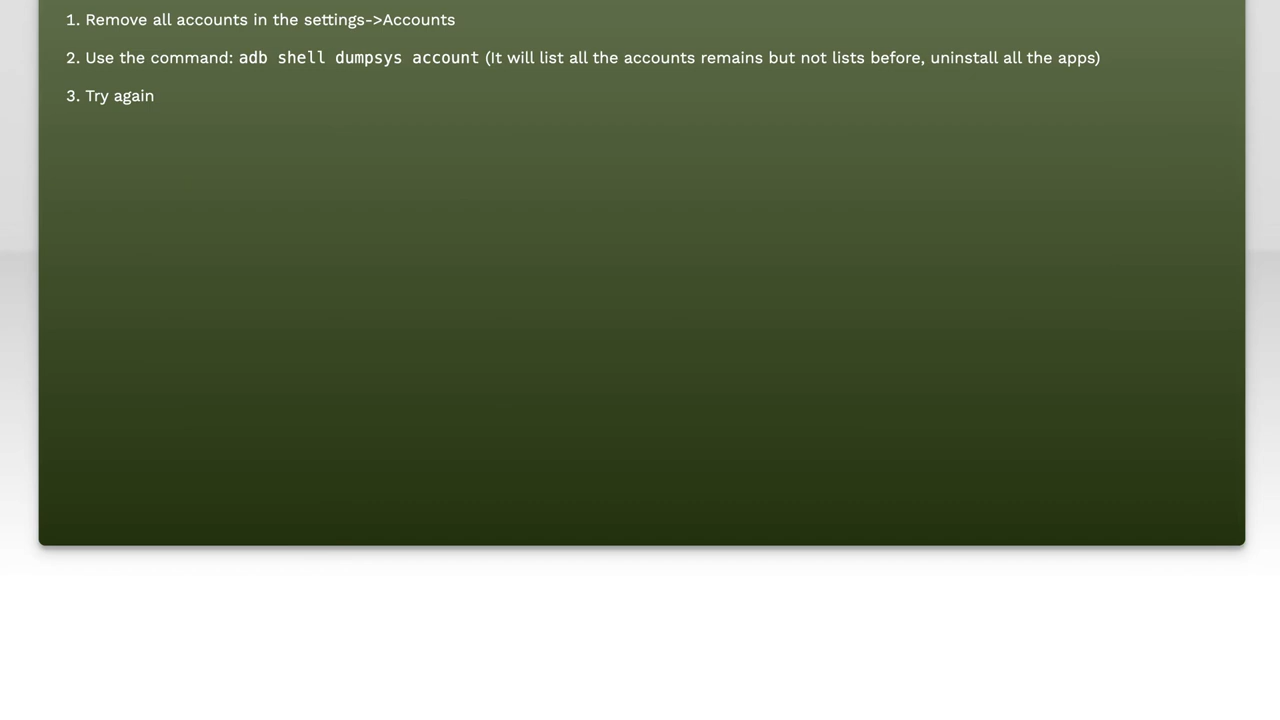 1. Remove all accounts in the settings->Accounts
2. Use the command: adb shell dumpsys account (It will list all the accounts remains but not lists before, uninstall all the apps)
3. Try again